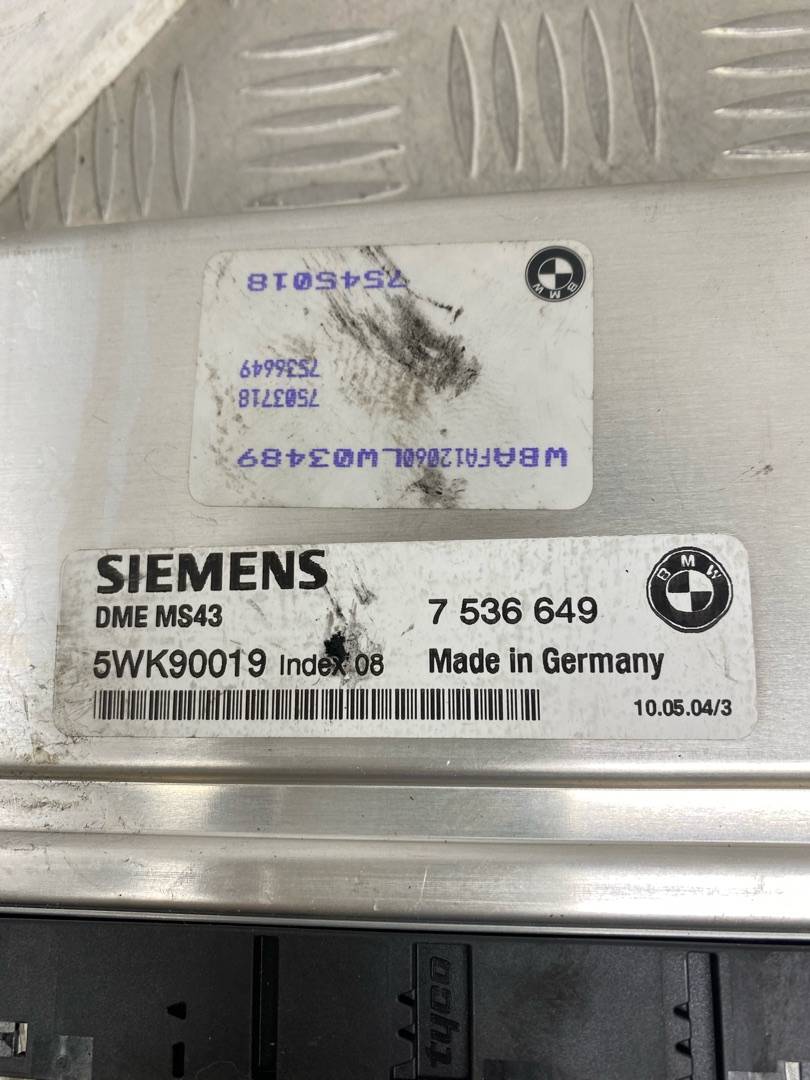 7545018
BMW
7536649
7503718
WBAFA12060LW03489
SIEMENS
DME MS43
7 536 649
BMW
5WK90019 Index 08
Made in Germany
10.05.04/3
tyco